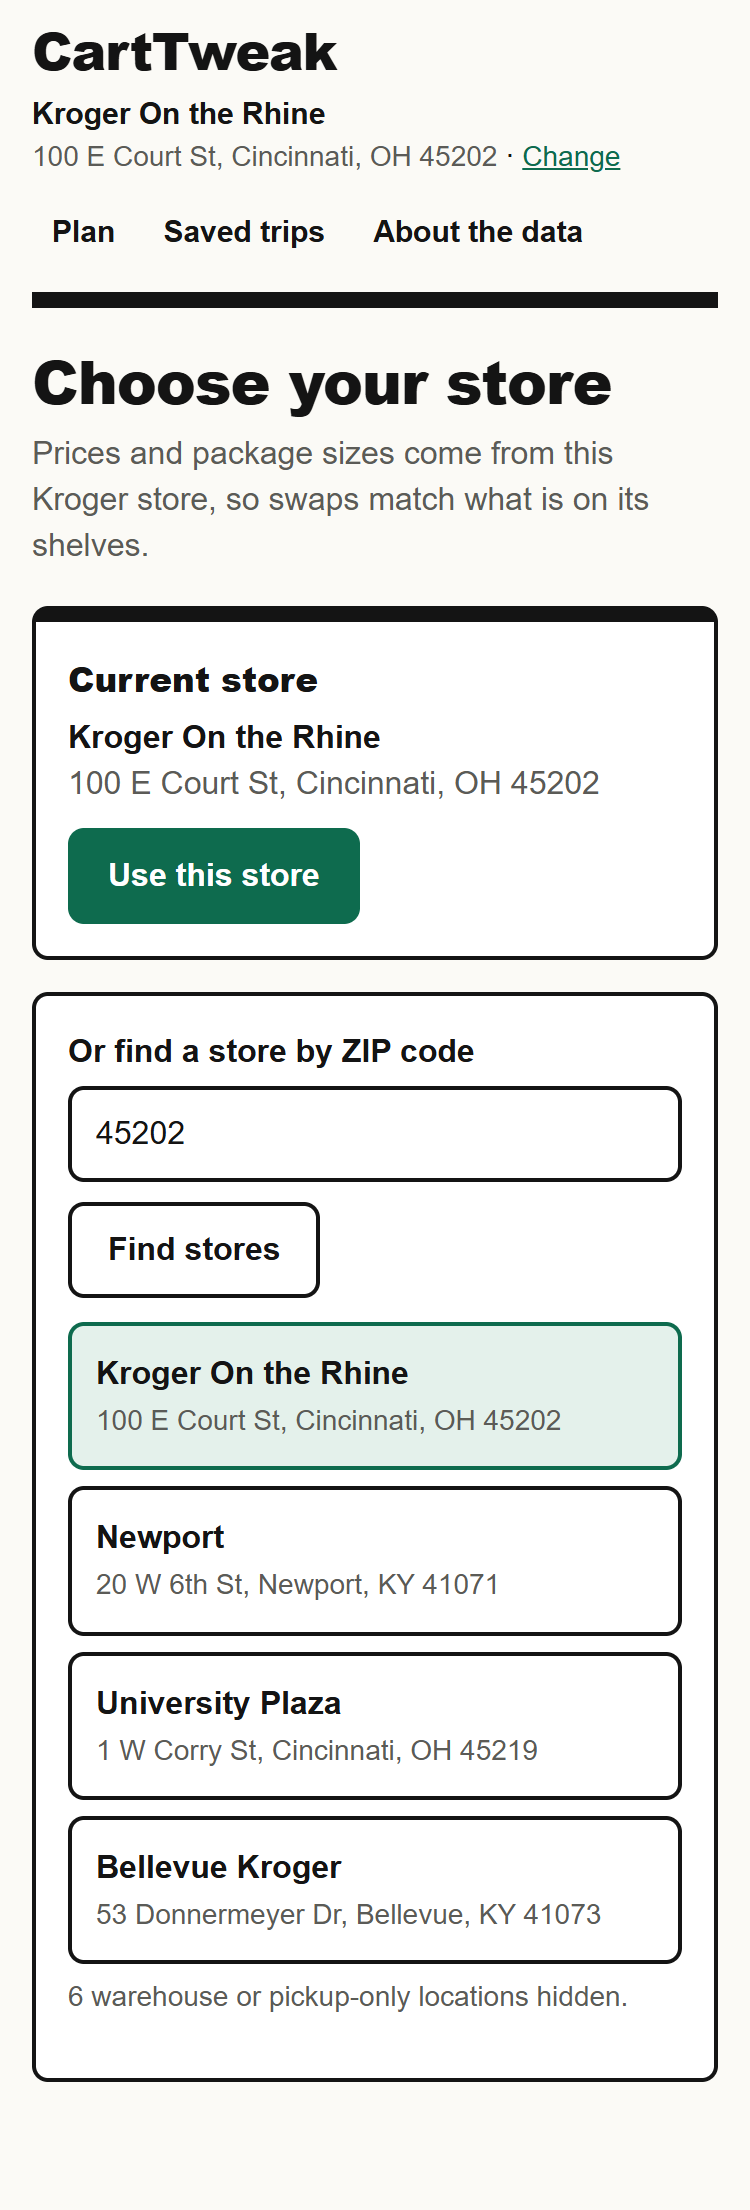 CartTweak
Kroger On the Rhine
100 E Court St, Cincinnati, OH 45202 · Change
Plan Saved trips About the data
Choose your store
Prices and package sizes come from this
Kroger store, so swaps match what is on its
shelves.
Current store
Kroger On the Rhine
100 E Court St, Cincinnati, OH 45202
Use this store
Or find a store by ZIP code
45202
Find stores
Kroger On the Rhine
100 E Court St, Cincinnati, OH 45202
Newport
20 W 6th St, Newport, KY 41071
University Plaza
1 W Corry St, Cincinnati, OH 45219
Bellevue Kroger
53 Donnermeyer Dr, Bellevue, KY 41073
6 warehouse or pickup-only locations hidden.